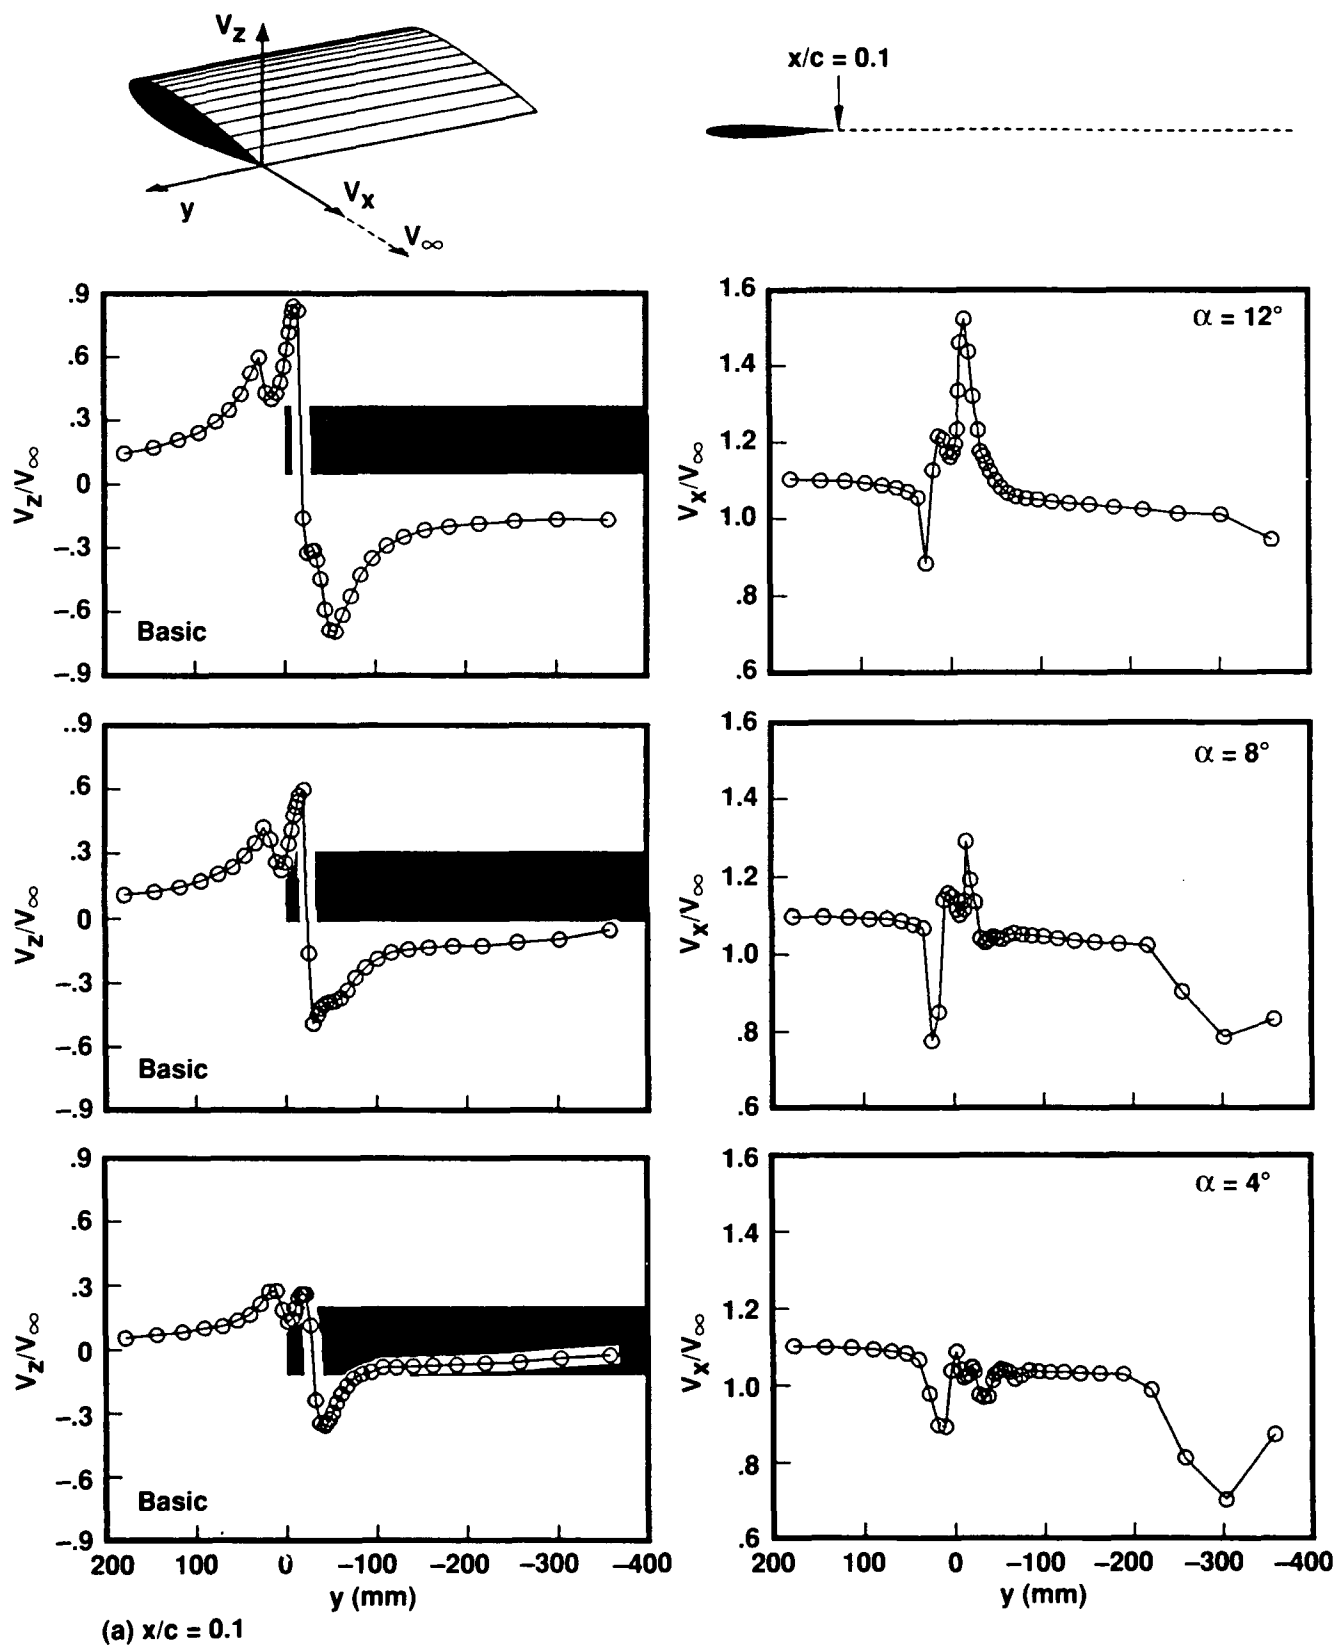 V_z
x/c = 0.1
y
V_x
V_∞
.9
.6
.3
0
–.3
–.6
–.9
V_z/V_∞
Basic
1.6
1.4
1.2
1.0
.8
.6
V_x/V_∞
α = 12°
.9
.6
.3
0
–.3
–.6
–.9
V_z/V_∞
Basic
1.6
1.4
1.2
1.0
.8
.6
V_x/V_∞
α = 8°
.9
.6
.3
0
–.3
–.6
–.9
V_z/V_∞
Basic
200 100 0 –100 –200 –300 –400
y (mm)
1.6
1.4
1.2
1.0
.8
.6
V_x/V_∞
α = 4°
200 100 0 –100 –200 –300 –400
y (mm)
(a) x/c = 0.1